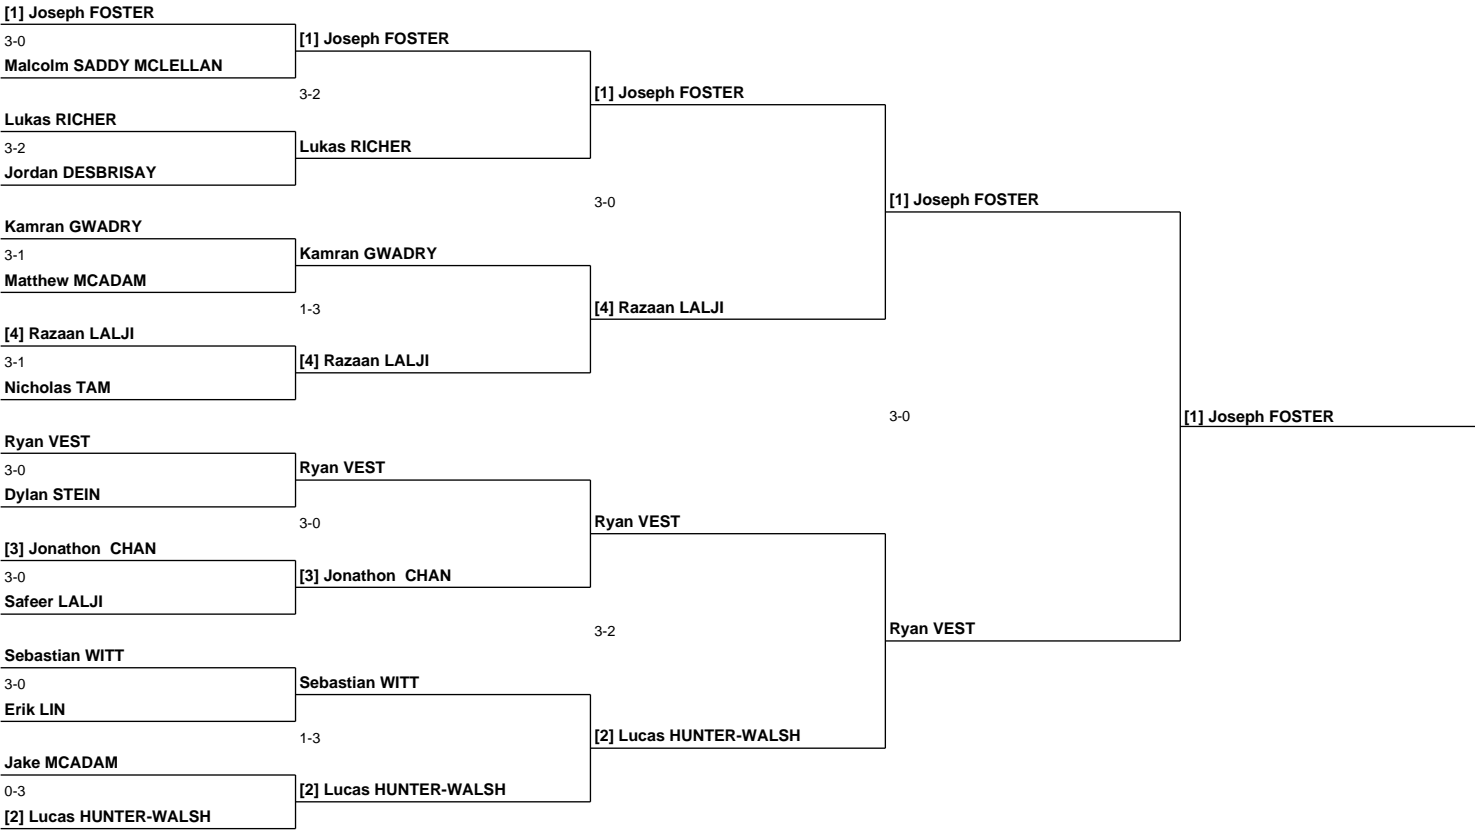 [1] Joseph FOSTER
3-0
Malcolm SADDY MCLELLAN
Lukas RICHER
3-2
Jordan DESBRISAY
Kamran GWADRY
3-1
Matthew MCADAM
[4] Razaan LALJI
3-1
Nicholas TAM
Ryan VEST
3-0
Dylan STEIN
[3] Jonathon  CHAN
3-0
Safeer LALJI
Sebastian WITT
3-0
Erik LIN
Jake MCADAM
0-3
[2] Lucas HUNTER-WALSH
[1] Joseph FOSTER
3-2
Lukas RICHER
Kamran GWADRY
1-3
[4] Razaan LALJI
Ryan VEST
3-0
[3] Jonathon  CHAN
Sebastian WITT
1-3
[2] Lucas HUNTER-WALSH
[1] Joseph FOSTER
3-0
[4] Razaan LALJI
Ryan VEST
3-2
[2] Lucas HUNTER-WALSH
[1] Joseph FOSTER
3-0
Ryan VEST
[1] Joseph FOSTER